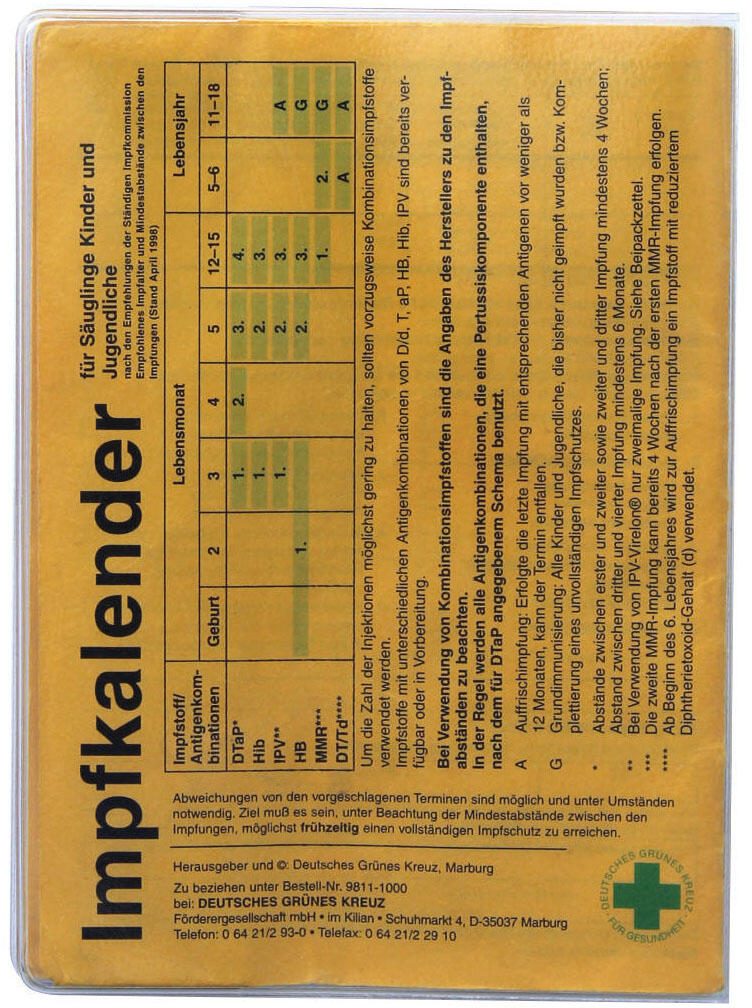 Impfkalender
für Säuglinge Kinder und
Jugendliche
nach den Empfehlungen der Ständigen Impfkommission
Empfohlenes Impfalter und Mindestabstände zwischen den
Impfungen (Stand April 1998)
Impfstoff/ Lebensmonat Lebensjahr
Antigenkom-
binationen Geburt 2 3 4 5 12–15 5–6 11–18
DTaP* 1. 2. 3. 4.
Hib 1. 2. 3.
IPV** 1. 2. 3. A
HB 1. 2. 3. G
MMR*** 1. 2. G
DT/Td**** A A
Um die Zahl der Injektionen möglichst gering zu halten, sollten vorzugsweise Kombinationsimpfstoffe
verwendet werden.
Impfstoffe mit unterschiedlichen Antigenkombinationen von D/d, T, aP, HB, Hib, IPV sind bereits ver-
fügbar oder in Vorbereitung.
Bei Verwendung von Kombinationsimpfstoffen sind die Angaben des Herstellers zu den Impf-
abständen zu beachten.
In der Regel werden alle Antigenkombinationen, die eine Pertussiskomponente enthalten,
nach dem für DTaP angegebenem Schema benutzt.
A Auffrischimpfung: Erfolgte die letzte Impfung mit entsprechenden Antigenen vor weniger als
12 Monaten, kann der Termin entfallen.
G Grundimmunisierung: Alle Kinder und Jugendliche, die bisher nicht geimpft wurden bzw. Kom-
plettierung eines unvollständigen Impfschutzes.
* Abstände zwischen erster und zweiter sowie zweiter und dritter Impfung mindestens 4 Wochen;
Abstand zwischen dritter und vierter Impfung mindestens 6 Monate.
** Bei Verwendung von IPV-Virelon® nur zweimalige Impfung. Siehe Beipackzettel.
*** Die zweite MMR-Impfung kann bereits 4 Wochen nach der ersten MMR-Impfung erfolgen.
**** Ab Beginn des 6. Lebensjahres wird zur Auffrischimpfung ein Impfstoff mit reduziertem
Diphtherietoxoid-Gehalt (d) verwendet.
Abweichungen von den vorgeschlagenen Terminen sind möglich und unter Umständen
notwendig. Ziel muß es sein, unter Beachtung der Mindestabstände zwischen den
Impfungen, möglichst frühzeitig einen vollständigen Impfschutz zu erreichen.
Herausgeber und ©: Deutsches Grünes Kreuz, Marburg
Zu beziehen unter Bestell-Nr. 9811-1000
bei: DEUTSCHES GRÜNES KREUZ
Förderergesellschaft mbH • im Kilian • Schuhmarkt 4, D-35037 Marburg
Telefon: 0 64 21/2 93-0 • Telefax: 0 64 21/2 29 10
DEUTSCHES GRÜNES KREUZ
FÜR GESUNDHEIT